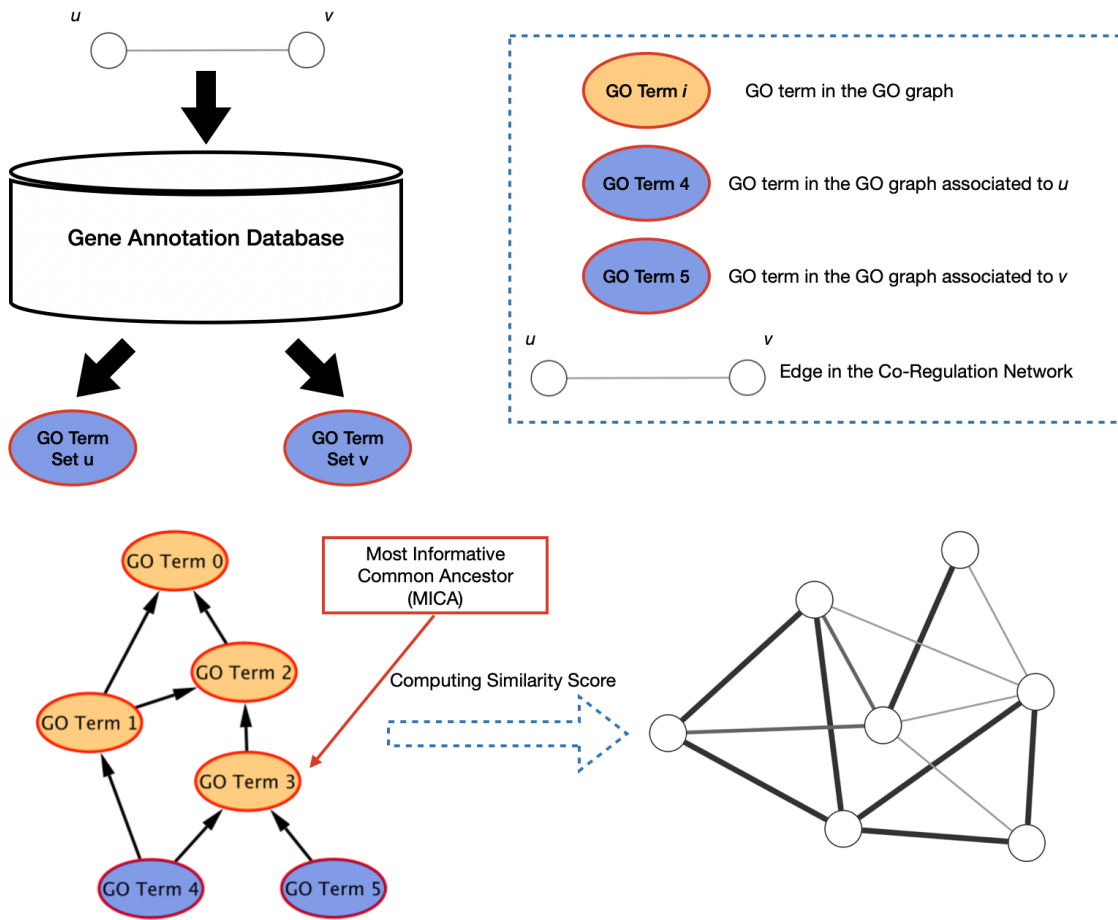 u
v
Gene Annotation Database
GO Term
Set u
GO Term
Set v
GO Term i
GO term in the GO graph
GO Term 4
GO term in the GO graph associated to u
GO Term 5
GO term in the GO graph associated to v
u
v
Edge in the Co-Regulation Network
GO Term 0
GO Term 2
GO Term 1
GO Term 3
GO Term 4
GO Term 5
Most Informative
Common Ancestor
(MICA)
Computing Similarity Score